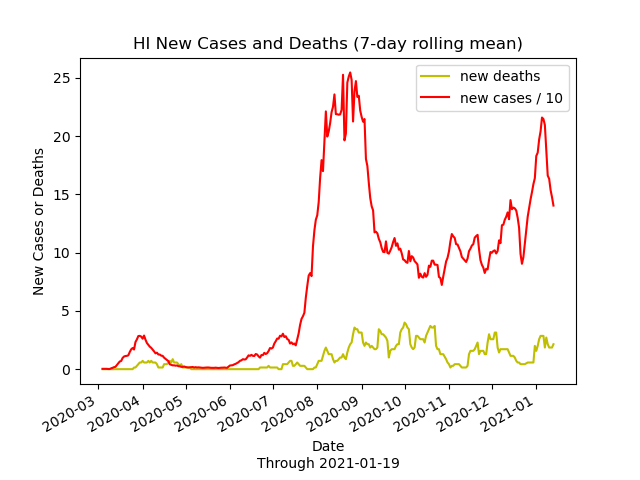 HI New Cases and Deaths (7-day rolling mean)
new deaths
new cases / 10
New Cases or Deaths
25
20
15
10
5
0
2020-03
2020-04
2020-05
2020-06
2020-07
2020-08
2020-09
2020-10
2020-11
2020-12
2021-01
Date
Through 2021-01-19